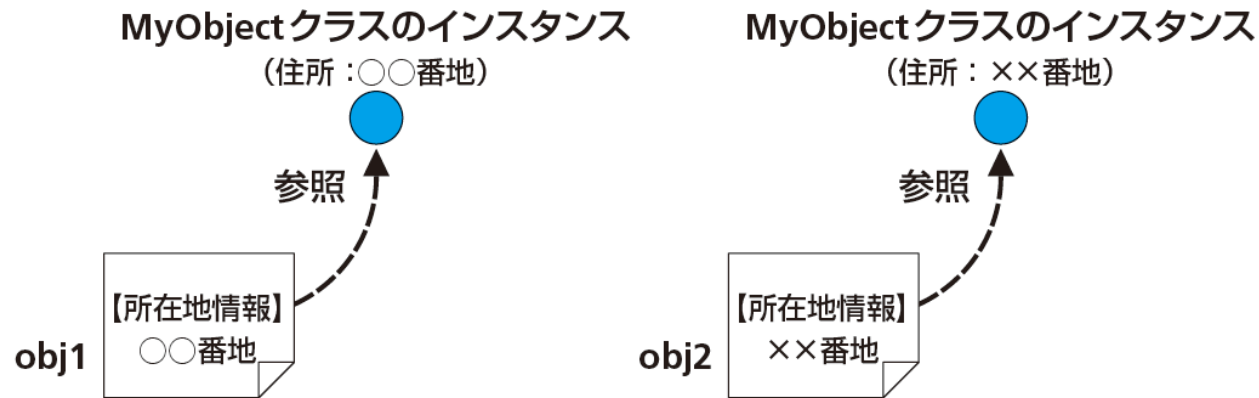 MyObjectクラスのインスタンス
（住所：○○番地）
参照
【所在地情報】
○○番地
obj1
MyObjectクラスのインスタンス
（住所：××番地）
参照
【所在地情報】
××番地
obj2